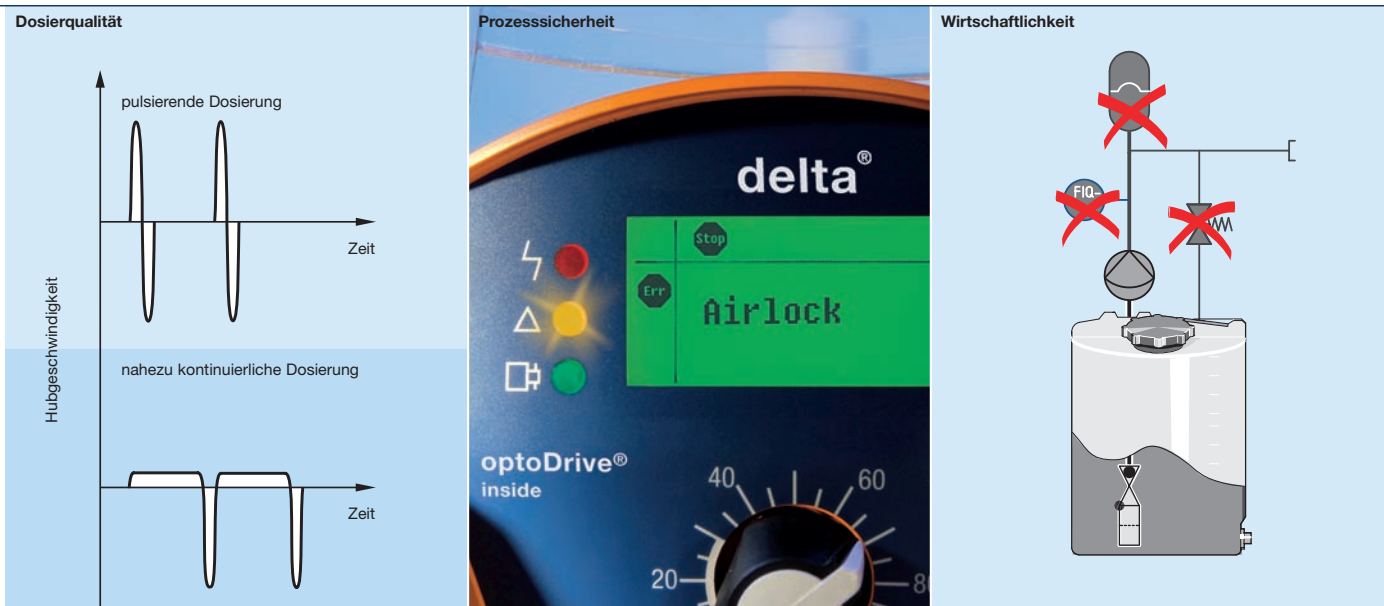 Dosierqualität
pulsierende Dosierung
Zeit
Hubgeschwindigkeit
nahezu kontinuierliche Dosierung
Zeit
Prozesssicherheit
delta®
Stop
Err
Airlock
optoDrive®
inside
40
60
20
80
Wirtschaftlichkeit
FIQ